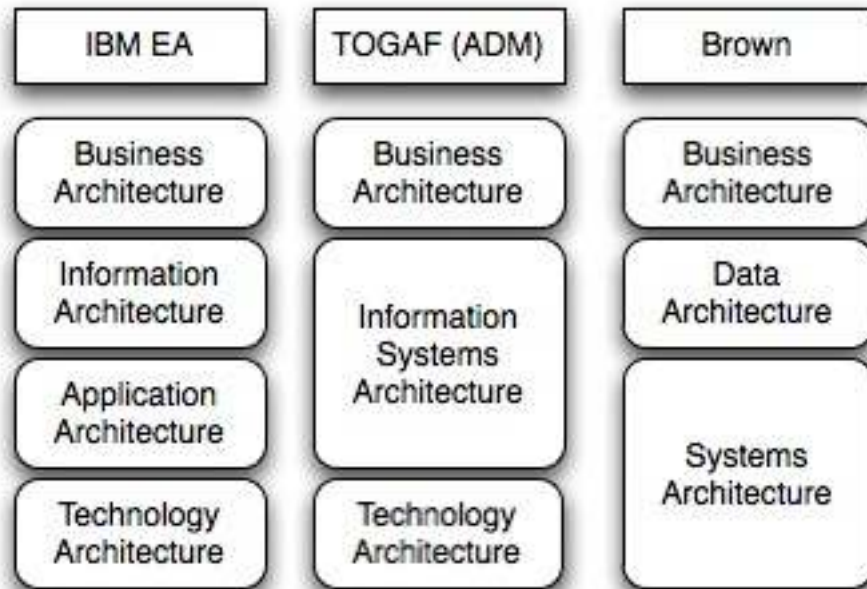 IBM EA
TOGAF (ADM)
Brown
Business
Architecture
Information
Architecture
Application
Architecture
Technology
Architecture
Business
Architecture
Information
Systems
Architecture
Technology
Architecture
Business
Architecture
Data
Architecture
Systems
Architecture